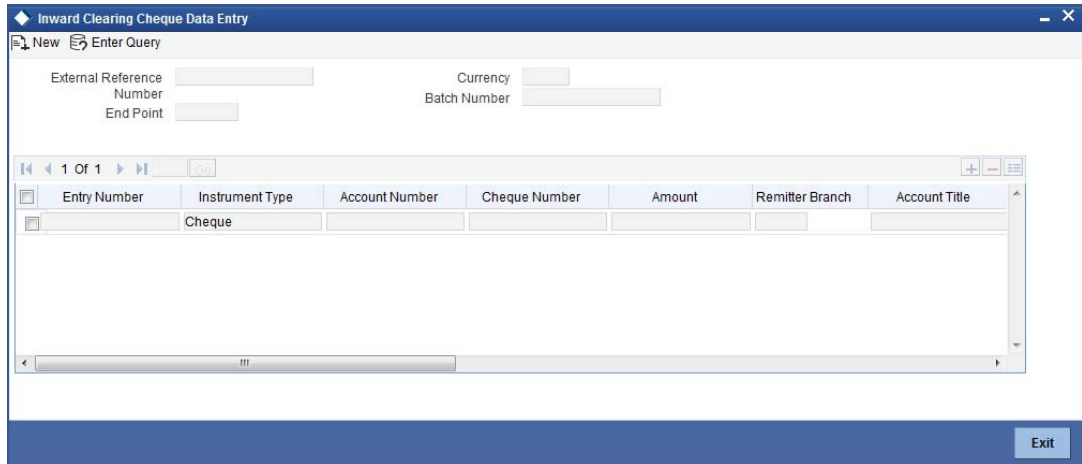 Inward Clearing Cheque Data Entry
New Enter Query
External Reference Number
Currency
Batch Number
End Point
1 Of 1 Go
Entry Number Instrument Type Account Number Cheque Number Amount Remitter Branch Account Title
Cheque
Exit